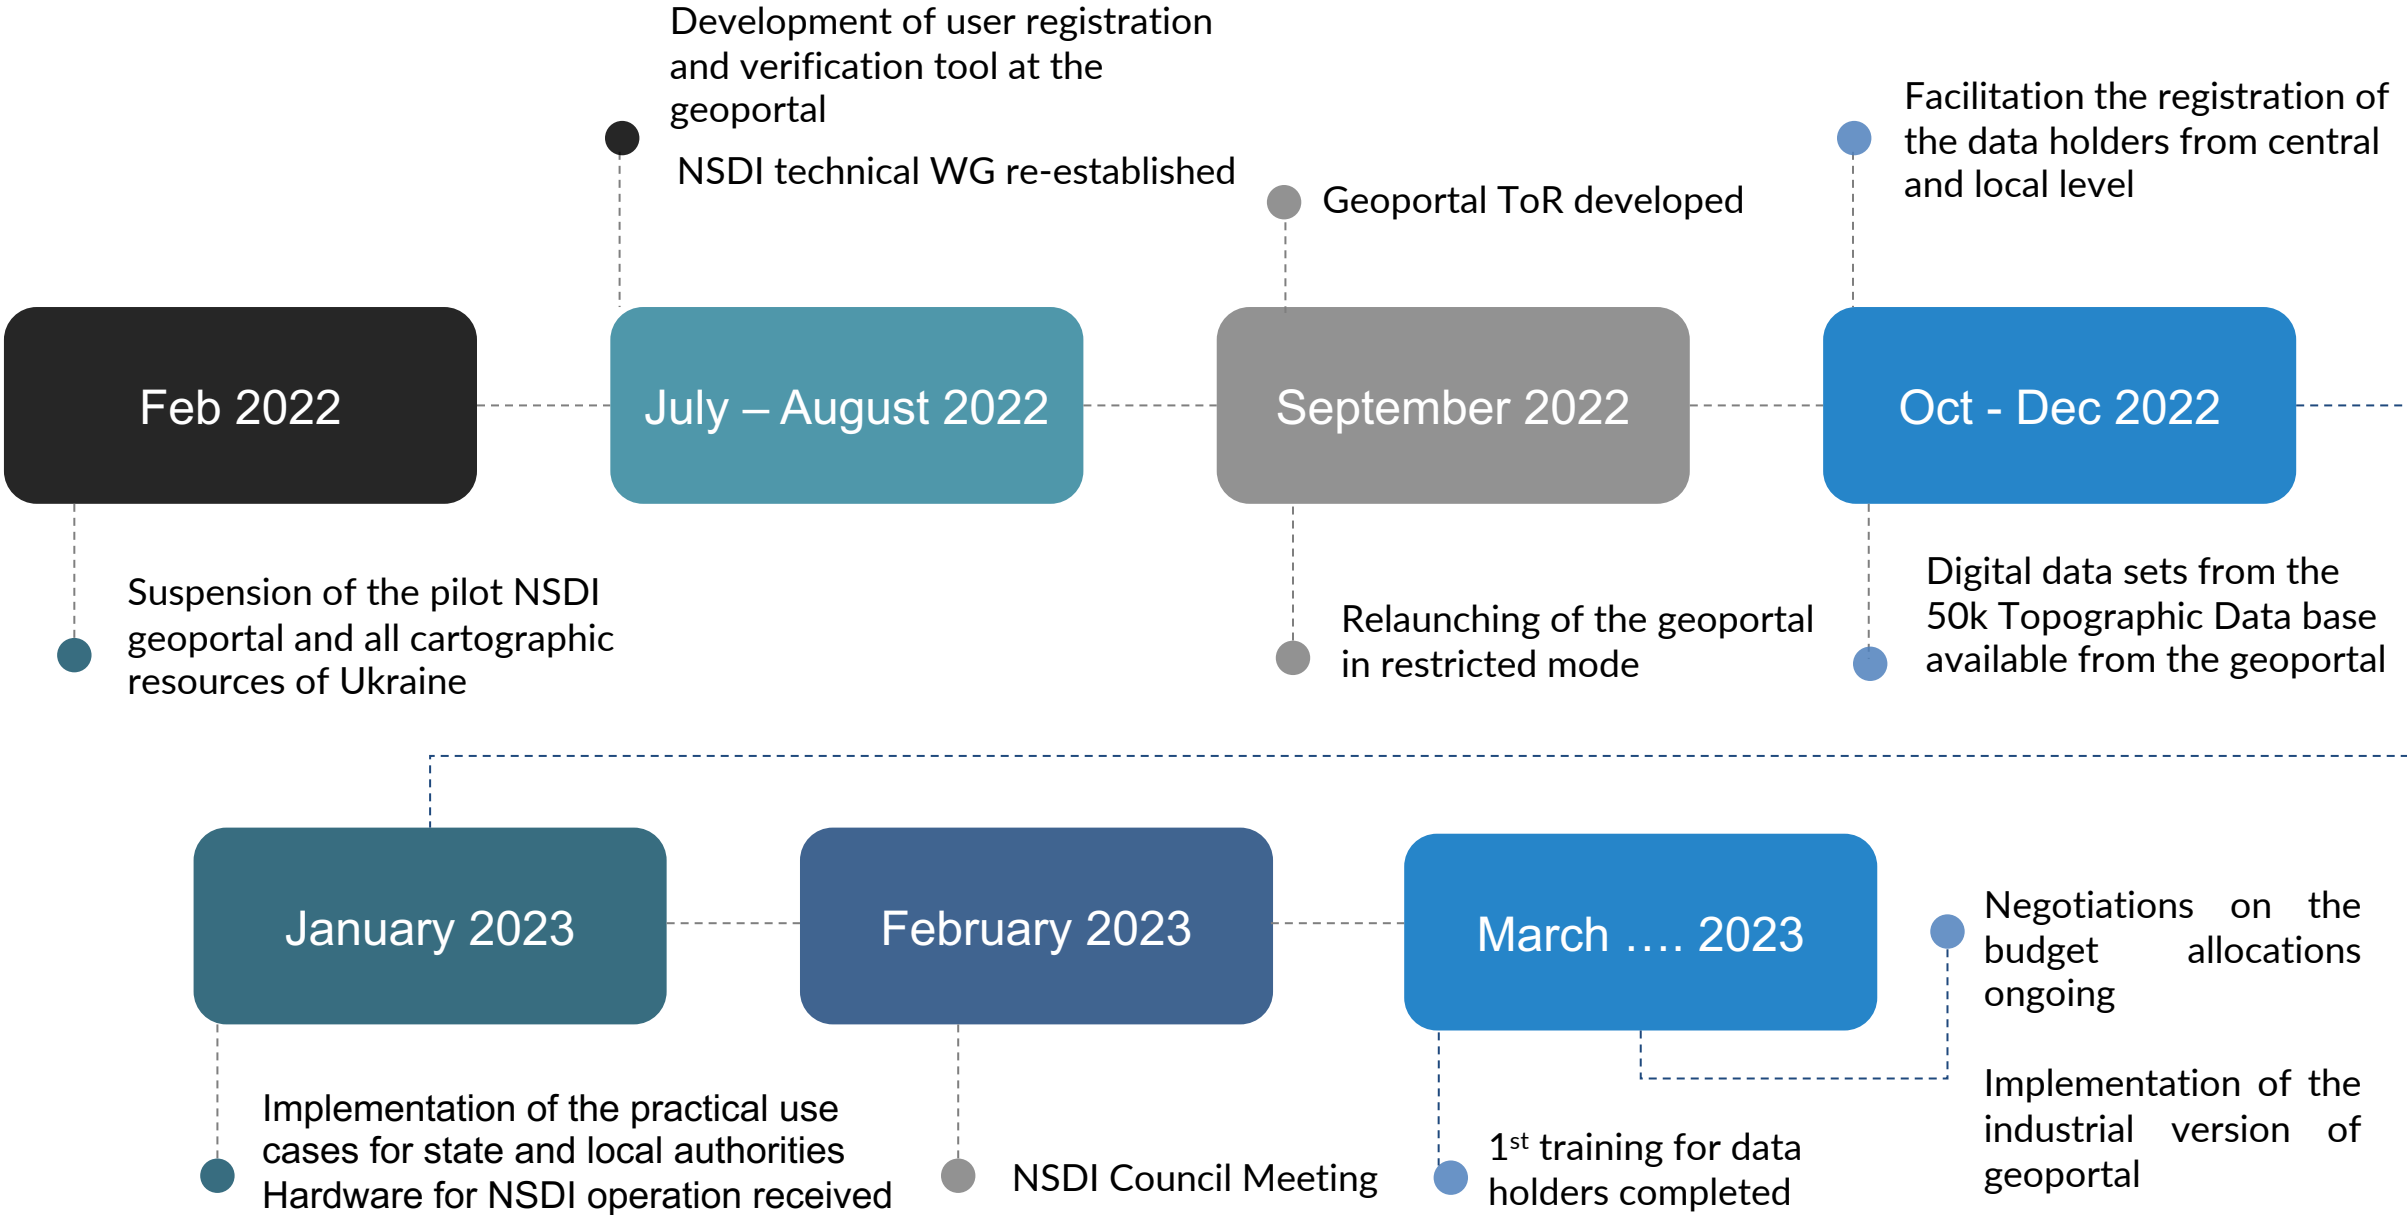 Development of user registration
and verification tool at the
geoportal
NSDI technical WG re-established
Geoportal ToR developed
Facilitation the registration of
the data holders from central
and local level
Feb 2022
July – August 2022
September 2022
Oct - Dec 2022
Suspension of the pilot NSDI
geoportal and all cartographic
resources of Ukraine
Relaunching of the geoportal
in restricted mode
Digital data sets from the
50k Topographic Data base
available from the geoportal
January 2023
February 2023
March .... 2023
Implementation of the practical use
cases for state and local authorities
Hardware for NSDI operation received
NSDI Council Meeting
1st training for data
holders completed
Negotiations on the
budget allocations
ongoing
Implementation of the
industrial version of
geoportal